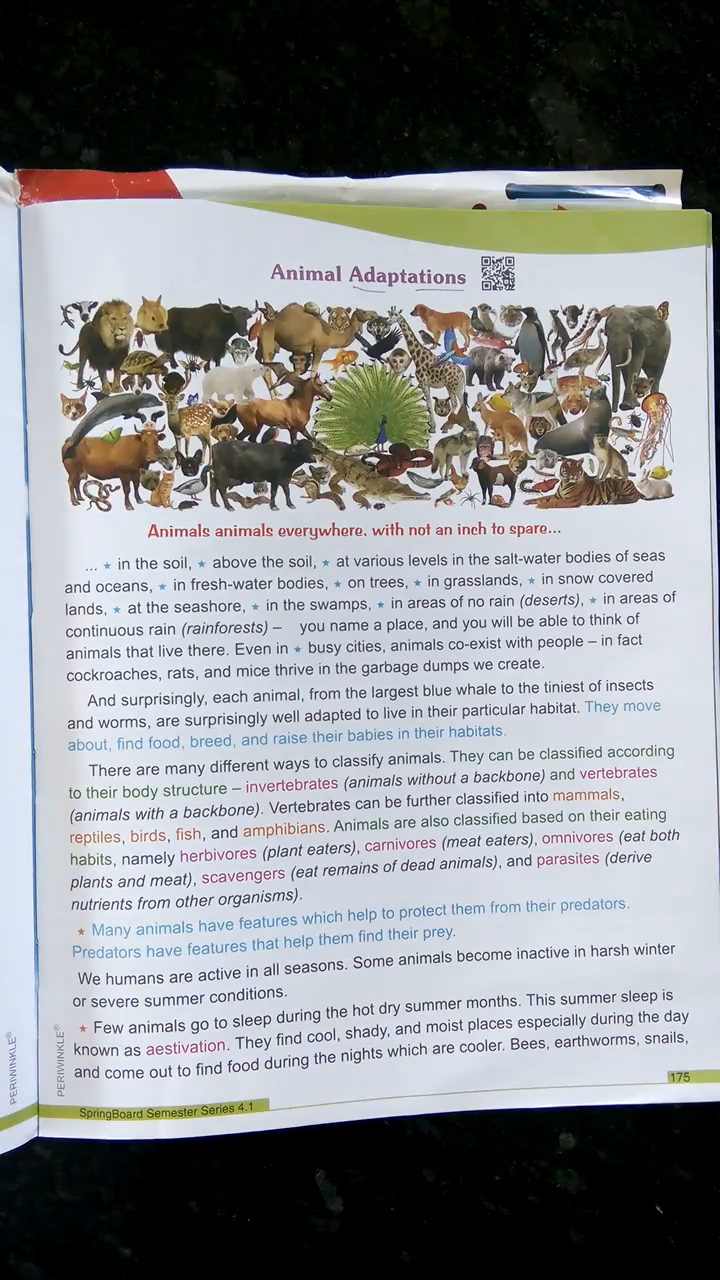 Animal Adaptations
Animals animals everywhere, with not an inch to spare...
... ★ in the soil, ★ above the soil, ★ at various levels in the salt-water bodies of seas
and oceans, ★ in fresh-water bodies, ★ on trees, ★ in grasslands, ★ in snow covered
lands, ★ at the seashore, ★ in the swamps, ★ in areas of no rain (deserts), ★ in areas of
continuous rain (rainforests) – you name a place, and you will be able to think of
animals that live there. Even in ★ busy cities, animals co-exist with people – in fact
cockroaches, rats, and mice thrive in the garbage dumps we create.
And surprisingly, each animal, from the largest blue whale to the tiniest of insects
and worms, are surprisingly well adapted to live in their particular habitat. They move
about, find food, breed, and raise their babies in their habitats.
There are many different ways to classify animals. They can be classified according
to their body structure – invertebrates (animals without a backbone) and vertebrates
(animals with a backbone). Vertebrates can be further classified into mammals,
reptiles, birds, fish, and amphibians. Animals are also classified based on their eating
habits, namely herbivores (plant eaters), carnivores (meat eaters), omnivores (eat both
plants and meat), scavengers (eat remains of dead animals), and parasites (derive
nutrients from other organisms).
★ Many animals have features which help to protect them from their predators.
Predators have features that help them find their prey.
We humans are active in all seasons. Some animals become inactive in harsh winter
or severe summer conditions.
★ Few animals go to sleep during the hot dry summer months. This summer sleep is
known as aestivation. They find cool, shady, and moist places especially during the day
and come out to find food during the nights which are cooler. Bees, earthworms, snails,
175
SpringBoard Semester Series 4.1
PERIWINKLE®
PERIWINKLE®